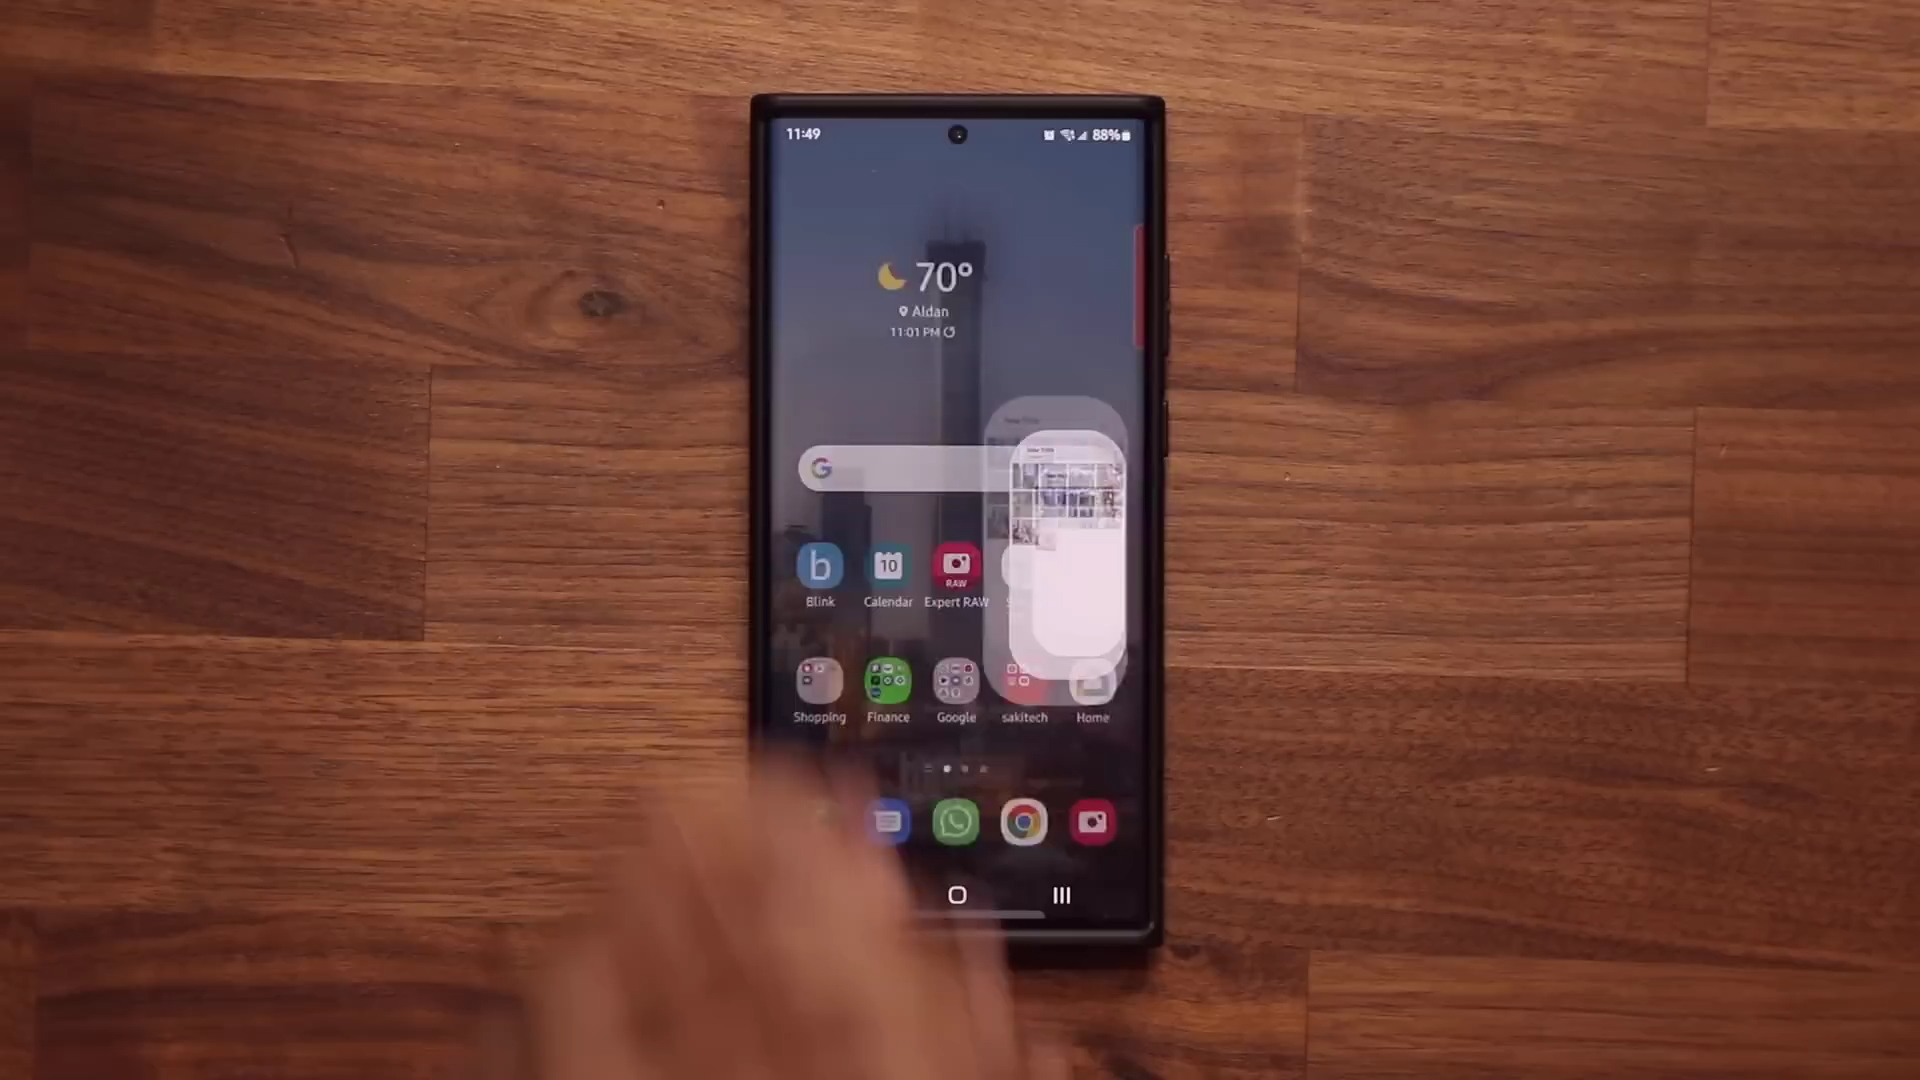 11:49
88%
70°
Aldan
11:01 PM
G
b
10
RAW
Blink
Calendar
Expert RAW
Shopping
Finance
Google
sakitech
Home